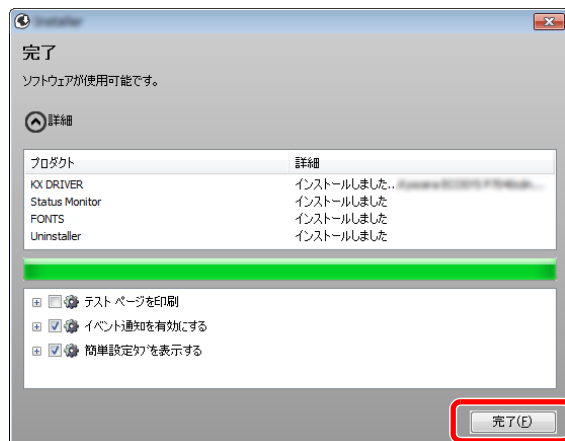 完了
ソフトウェアが使用可能です。
詳細
プロダクト 詳細
KX DRIVER インストールしました..
Status Monitor インストールしました
FONTS インストールしました
Uninstaller インストールしました
テスト ページを印刷
イベント通知を有効にする
簡単設定タブを表示する
完了(F)